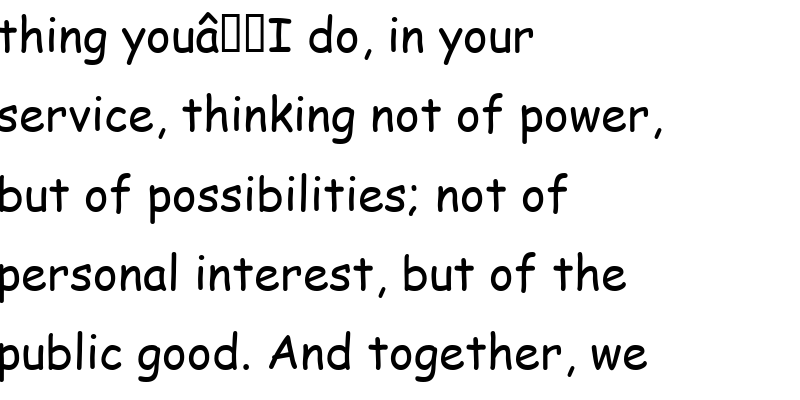 thing youâ▯▯I do, in your
service, thinking not of power,
but of possibilities; not of
personal interest, but of the
public good. And together, we